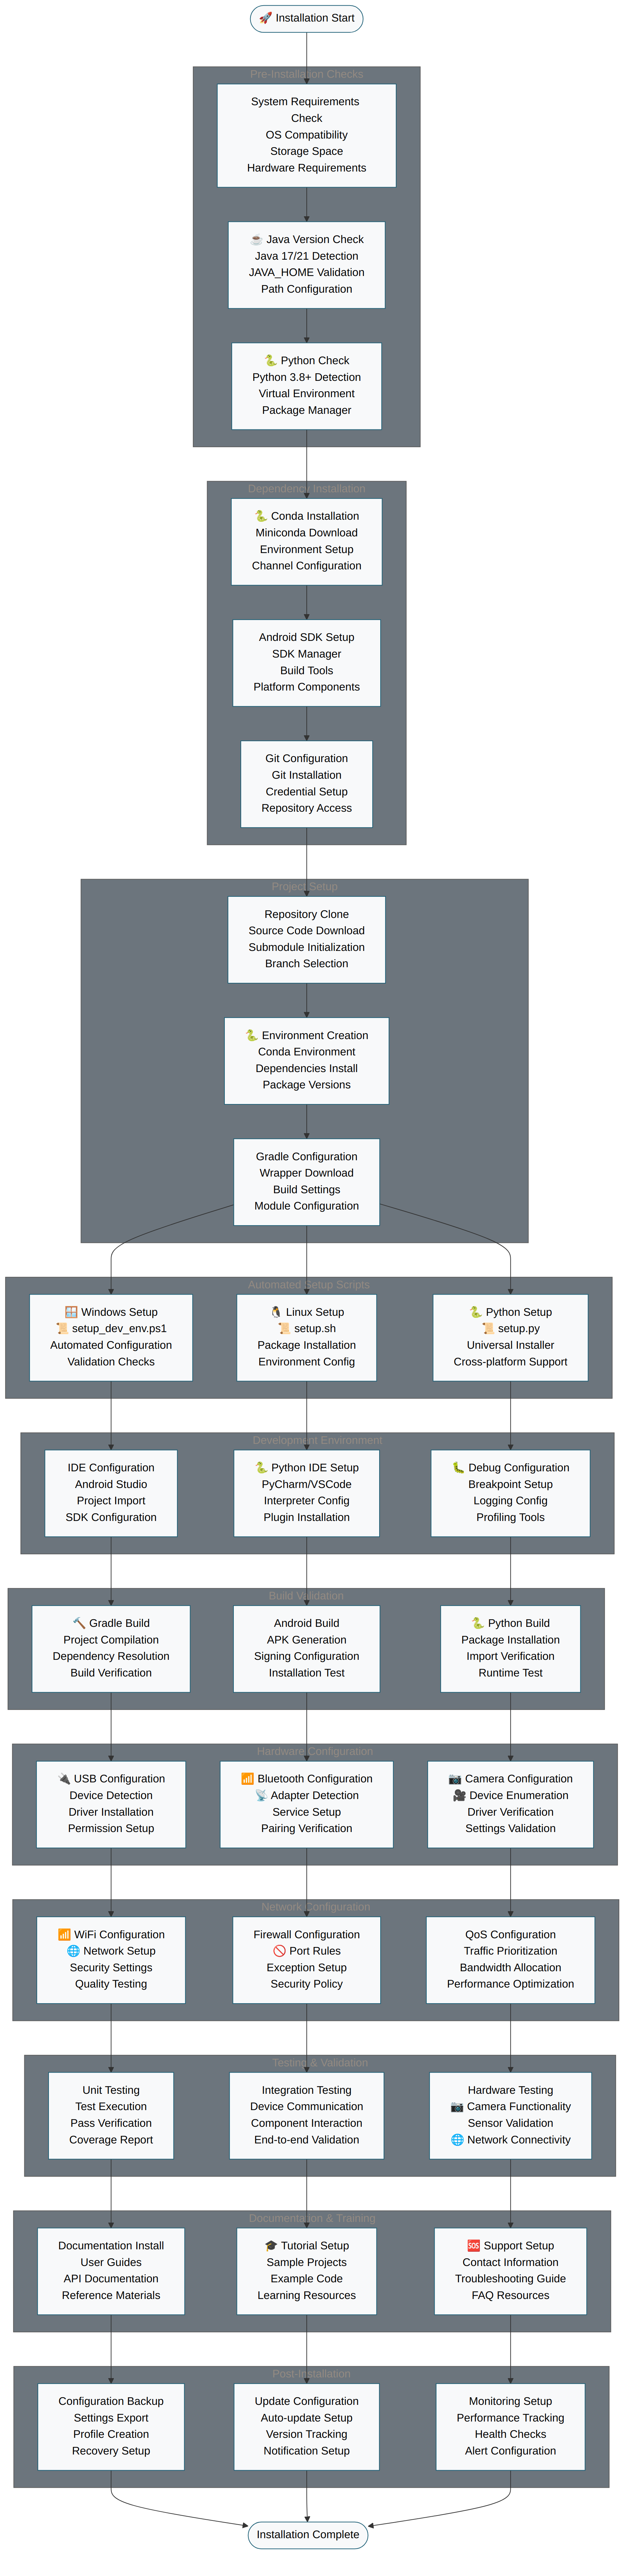 🚀 Installation Start
Pre-Installation Checks
System Requirements
Check
OS Compatibility
Storage Space
Hardware Requirements
☕ Java Version Check
Java 17/21 Detection
JAVA_HOME Validation
Path Configuration
🐍 Python Check
Python 3.8+ Detection
Virtual Environment
Package Manager
Dependency Installation
🐍 Conda Installation
Miniconda Download
Environment Setup
Channel Configuration
Android SDK Setup
SDK Manager
Build Tools
Platform Components
Git Configuration
Git Installation
Credential Setup
Repository Access
Project Setup
Repository Clone
Source Code Download
Submodule Initialization
Branch Selection
🐍 Environment Creation
Conda Environment
Dependencies Install
Package Versions
Gradle Configuration
Wrapper Download
Build Settings
Module Configuration
Automated Setup Scripts
🪟 Windows Setup
📜 setup_dev_env.ps1
Automated Configuration
Validation Checks
🐧 Linux Setup
📜 setup.sh
Package Installation
Environment Config
🐍 Python Setup
📜 setup.py
Universal Installer
Cross-platform Support
Development Environment
IDE Configuration
Android Studio
Project Import
SDK Configuration
🐍 Python IDE Setup
PyCharm/VSCode
Interpreter Config
Plugin Installation
🐛 Debug Configuration
Breakpoint Setup
Logging Config
Profiling Tools
Build Validation
🔨 Gradle Build
Project Compilation
Dependency Resolution
Build Verification
Android Build
APK Generation
Signing Configuration
Installation Test
🐍 Python Build
Package Installation
Import Verification
Runtime Test
Hardware Configuration
🔌 USB Configuration
Device Detection
Driver Installation
Permission Setup
📶 Bluetooth Configuration
📡 Adapter Detection
Service Setup
Pairing Verification
📷 Camera Configuration
🎥 Device Enumeration
Driver Verification
Settings Validation
Network Configuration
📶 WiFi Configuration
🌐 Network Setup
Security Settings
Quality Testing
Firewall Configuration
🚫 Port Rules
Exception Setup
Security Policy
QoS Configuration
Traffic Prioritization
Bandwidth Allocation
Performance Optimization
Testing & Validation
Unit Testing
Test Execution
Pass Verification
Coverage Report
Integration Testing
Device Communication
Component Interaction
End-to-end Validation
Hardware Testing
📷 Camera Functionality
Sensor Validation
🌐 Network Connectivity
Documentation & Training
Documentation Install
User Guides
API Documentation
Reference Materials
🎓 Tutorial Setup
Sample Projects
Example Code
Learning Resources
🆘 Support Setup
Contact Information
Troubleshooting Guide
FAQ Resources
Post-Installation
Configuration Backup
Settings Export
Profile Creation
Recovery Setup
Update Configuration
Auto-update Setup
Version Tracking
Notification Setup
Monitoring Setup
Performance Tracking
Health Checks
Alert Configuration
Installation Complete